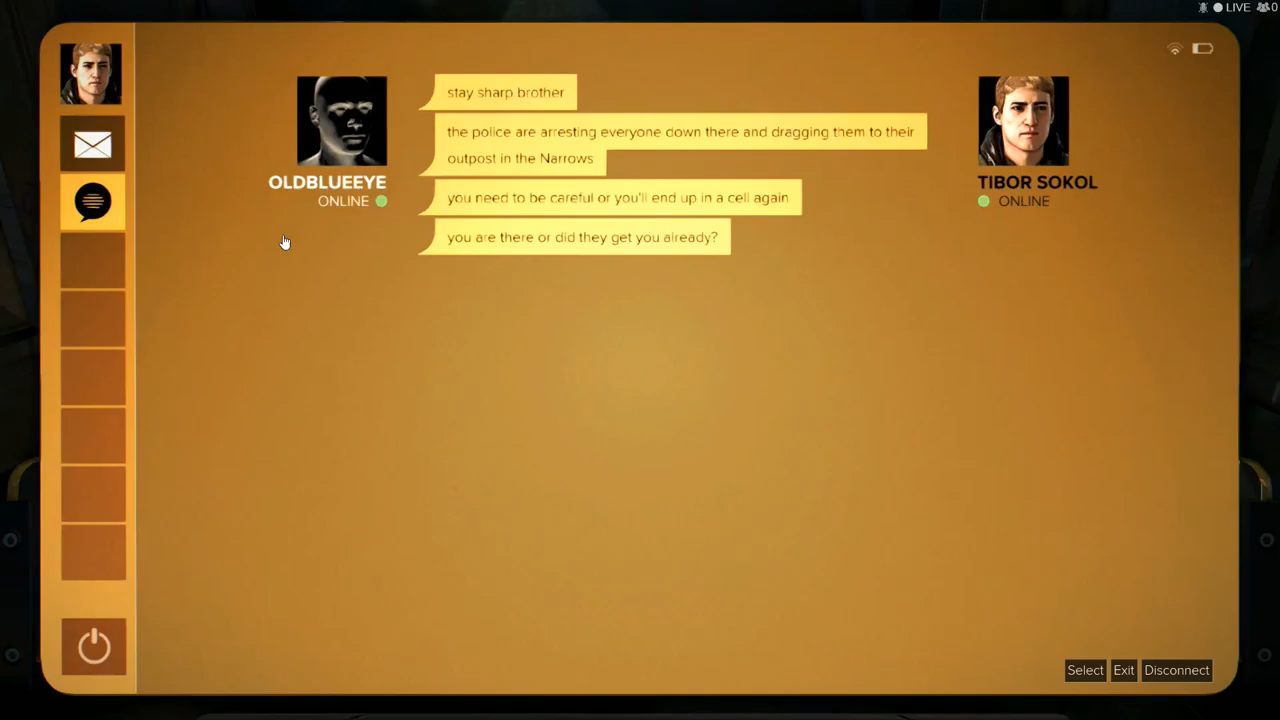 LIVE 0
stay sharp brother
the police are arresting everyone down there and dragging them to their
outpost in the Narrows
OLDBLUEEYE
ONLINE
TIBOR SOKOL
ONLINE
you need to be careful or you'll end up in a cell again
you are there or did they get you already?
Select Exit Disconnect